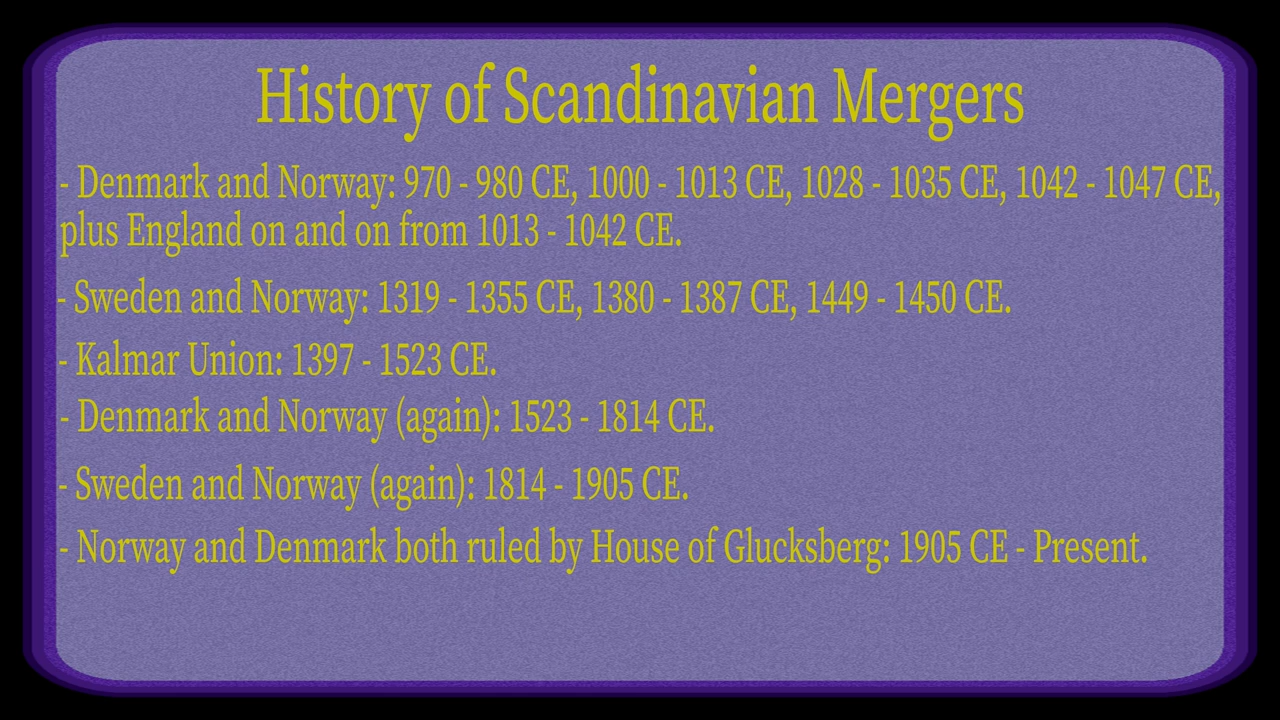 History of Scandinavian Mergers
- Denmark and Norway: 970 - 980 CE, 1000 - 1013 CE, 1028 - 1035 CE, 1042 - 1047 CE,
plus England on and on from 1013 - 1042 CE.
- Sweden and Norway: 1319 - 1355 CE, 1380 - 1387 CE, 1449 - 1450 CE.
- Kalmar Union: 1397 - 1523 CE.
- Denmark and Norway (again): 1523 - 1814 CE.
- Sweden and Norway (again): 1814 - 1905 CE.
- Norway and Denmark both ruled by House of Glucksberg: 1905 CE - Present.